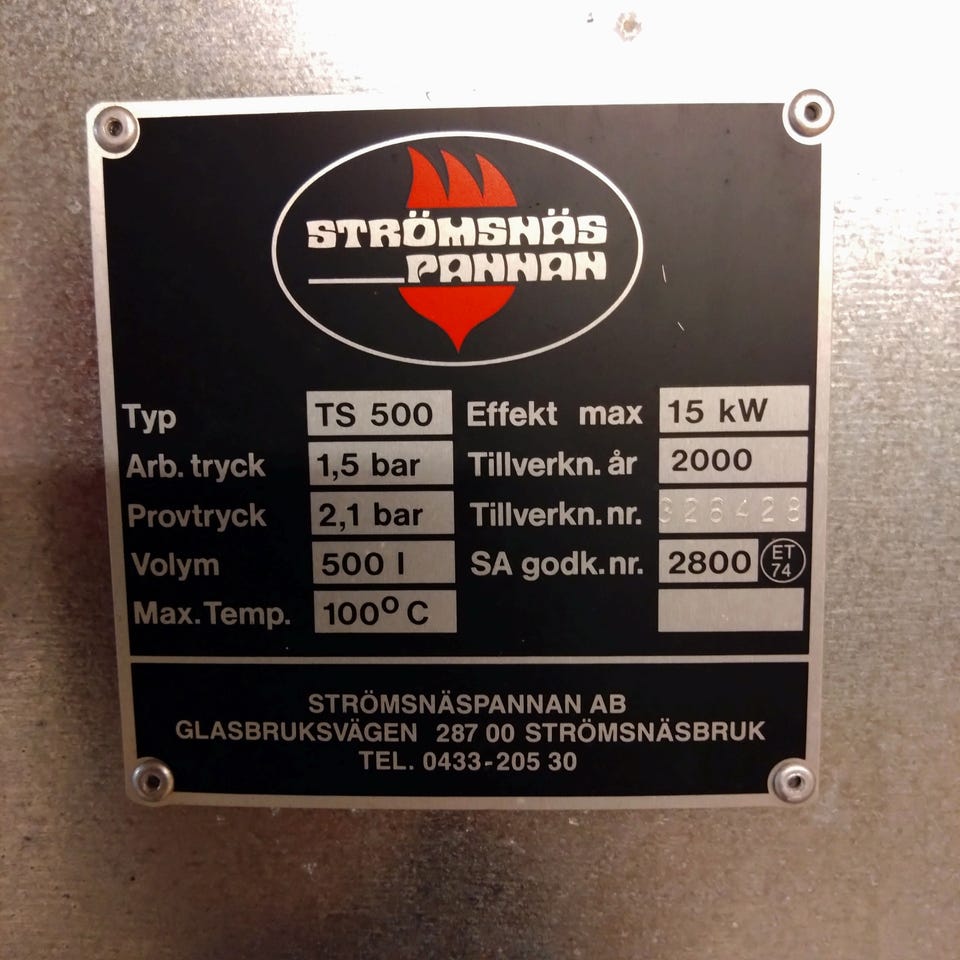 STRÖMSNÄS
PANNAN
Typ TS 500 Effekt max 15 kW
Arb. tryck 1,5 bar Tillverkn. år 2000
Provtryck 2,1 bar Tillverkn. nr. 326428
Volym 500 l SA godk. nr. 2800 ET 74
Max. Temp. 100° C
STRÖMSNÄSPANNAN AB
GLASBRUKSVÄGEN 287 00 STRÖMSNÄSBRUK
TEL. 0433-205 30